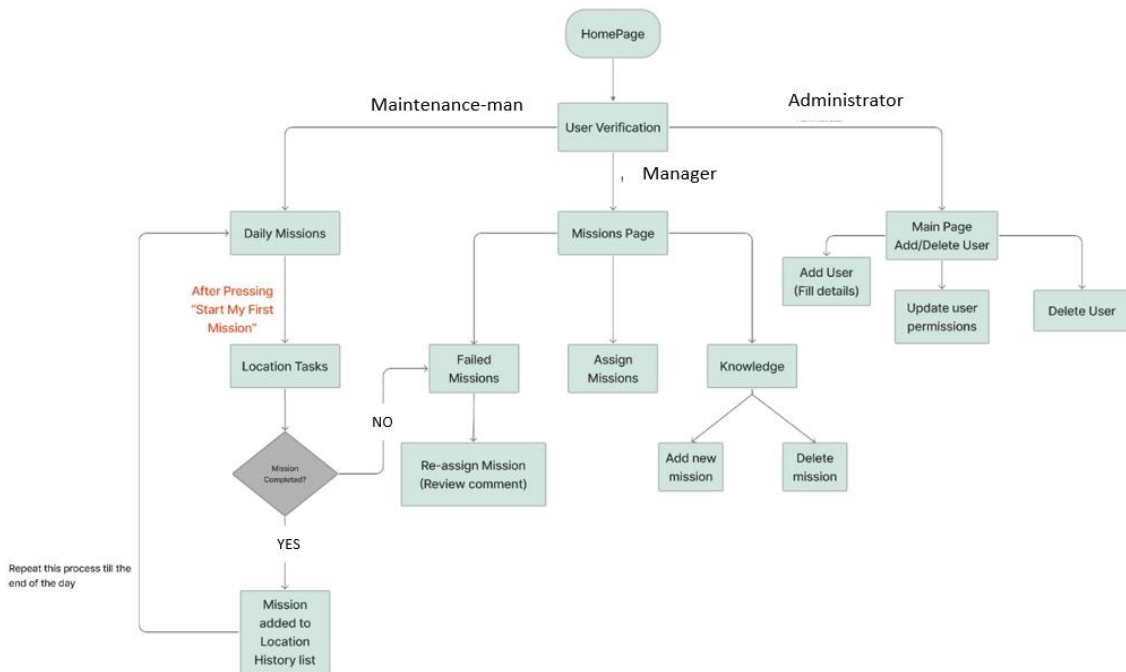 HomePage
Maintenance-man
Administrator
User Verification
Manager
Daily Missions
Missions Page
Main Page
Add/Delete User
After Pressing
“Start My First
Mission”
Add User
(Fill details)
Update user
permissions
Delete User
Location Tasks
Failed
Missions
Assign
Missions
Knowledge
NO
Mission
Completed?
Re-assign Mission
(Review comment)
Add new
mission
Delete
mission
YES
Repeat this process till the
end of the day
Mission
added to
Location
History list